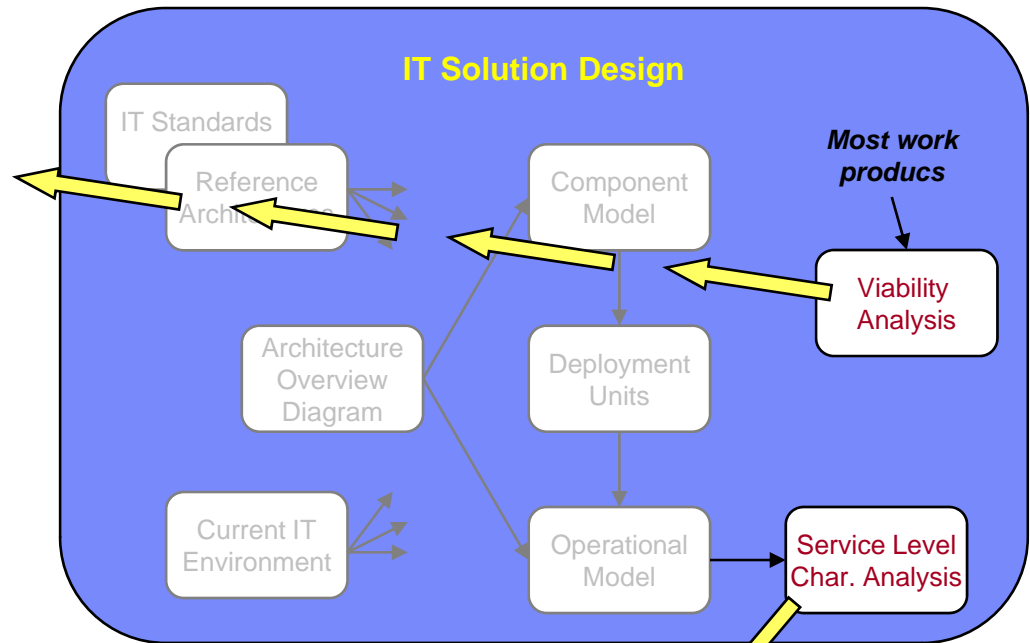 IT Solution Design
IT Standards
Reference
Most work
producs
Component
Model
Viability
Analysis
Architecture
Overview
Diagram
Deployment
Units
Current IT
Environment
Operational
Model
Service Level
Char. Analysis